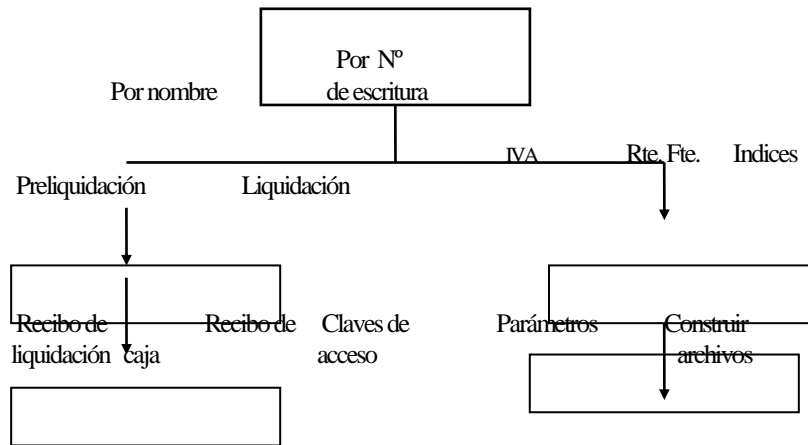 Por Nº
Por nombre de escritura
IVA Rte. Fte. Indices
Preliquidación Liquidación
Recibo de Recibo de Claves de Parámetros Construir
liquidación caja acceso archivos